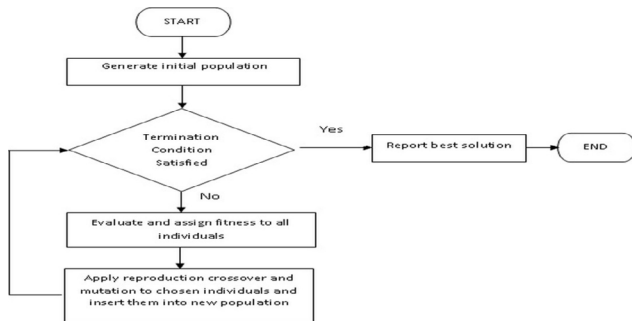 START
Generate initial population
Termination
Condition
Satisfied
Yes
Report best solution
END
No
Evaluate and assign fitness to all
individuals
Apply reproduction crossover and
mutation to chosen individuals and
insert them into new population